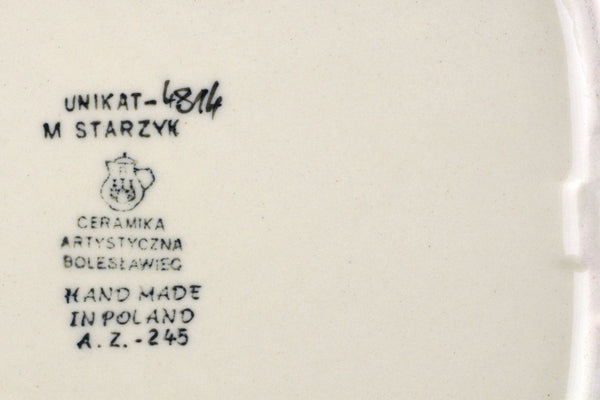 UNIKAT-4814
M STARZYK
CERAMIKA
ARTYSTYCZNA
BOLESŁAWIEC
HAND MADE
IN POLAND
A. Z. - 245